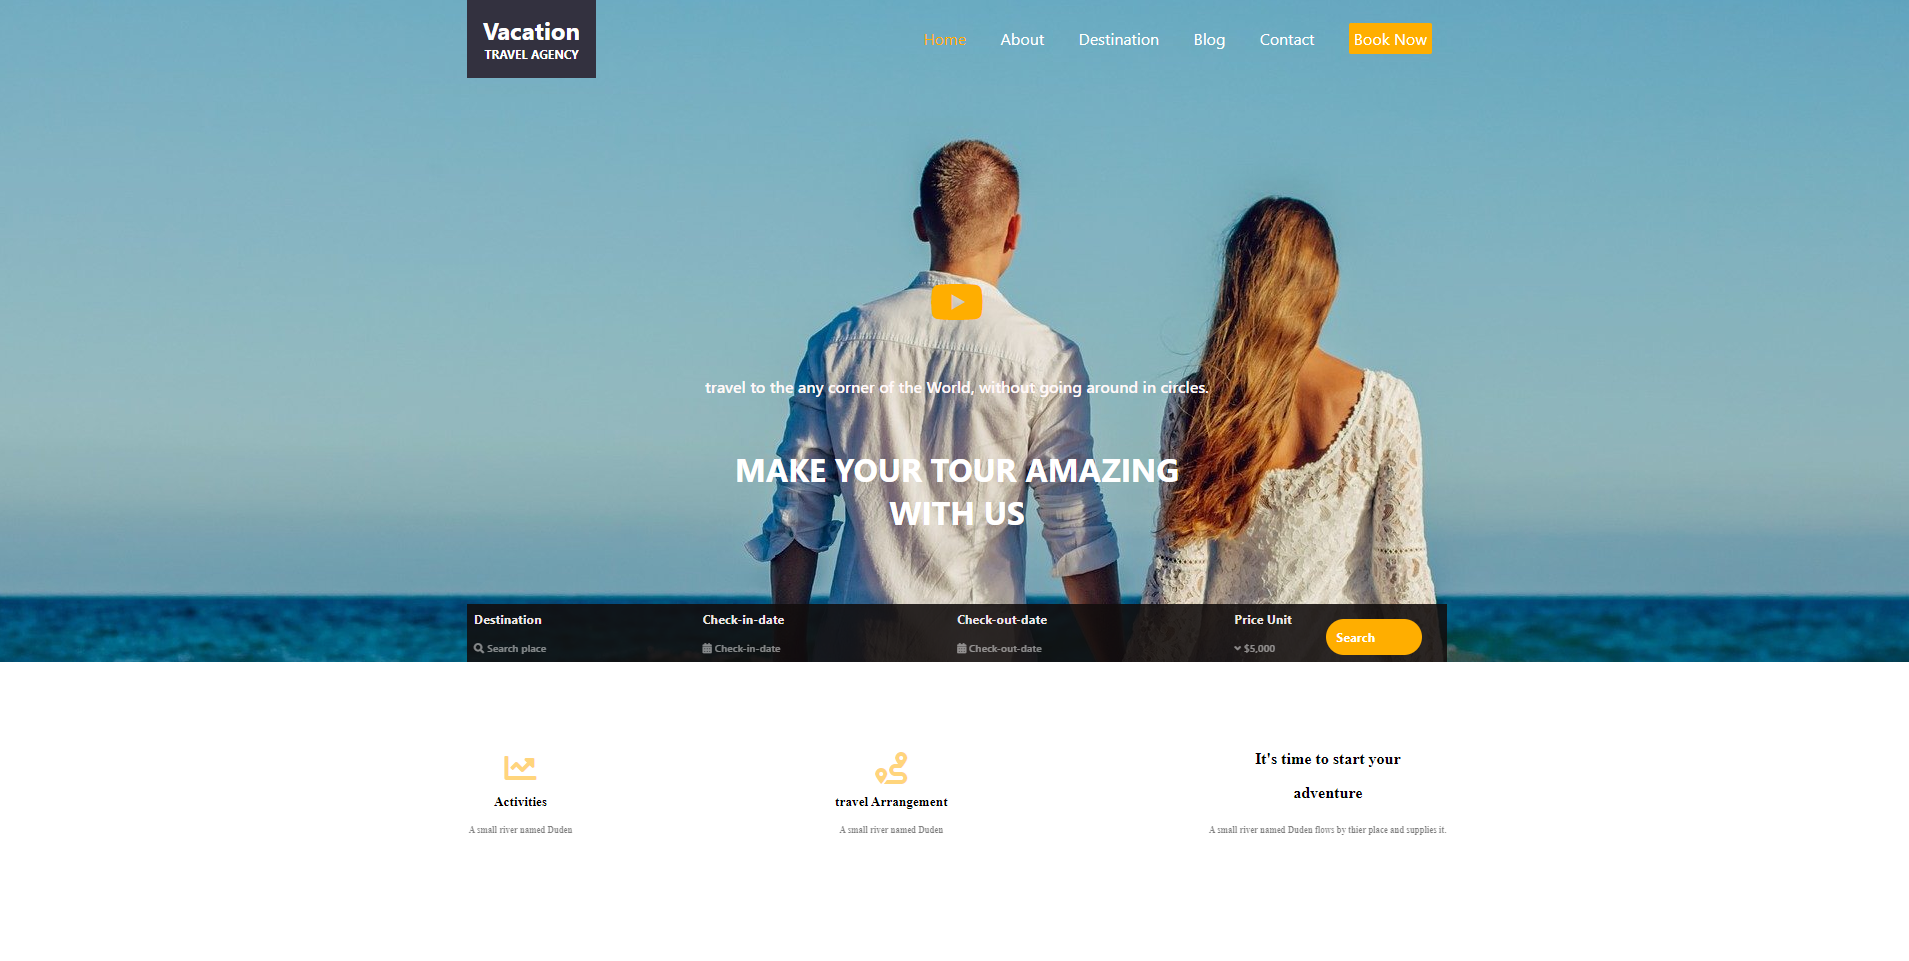 Vacation
TRAVEL AGENCY
Home About Destination Blog Contact Book Now
travel to the any corner of the World, without going around in circles.
MAKE YOUR TOUR AMAZING
WITH US
Destination Check-in-date Check-out-date Price Unit
Search place Check-in-date Check-out-date $5,000
Search
It's time to start your
adventure
Activities travel Arrangement
A small river named Duden A small river named Duden A small river named Duden flows by thier place and supplies it.